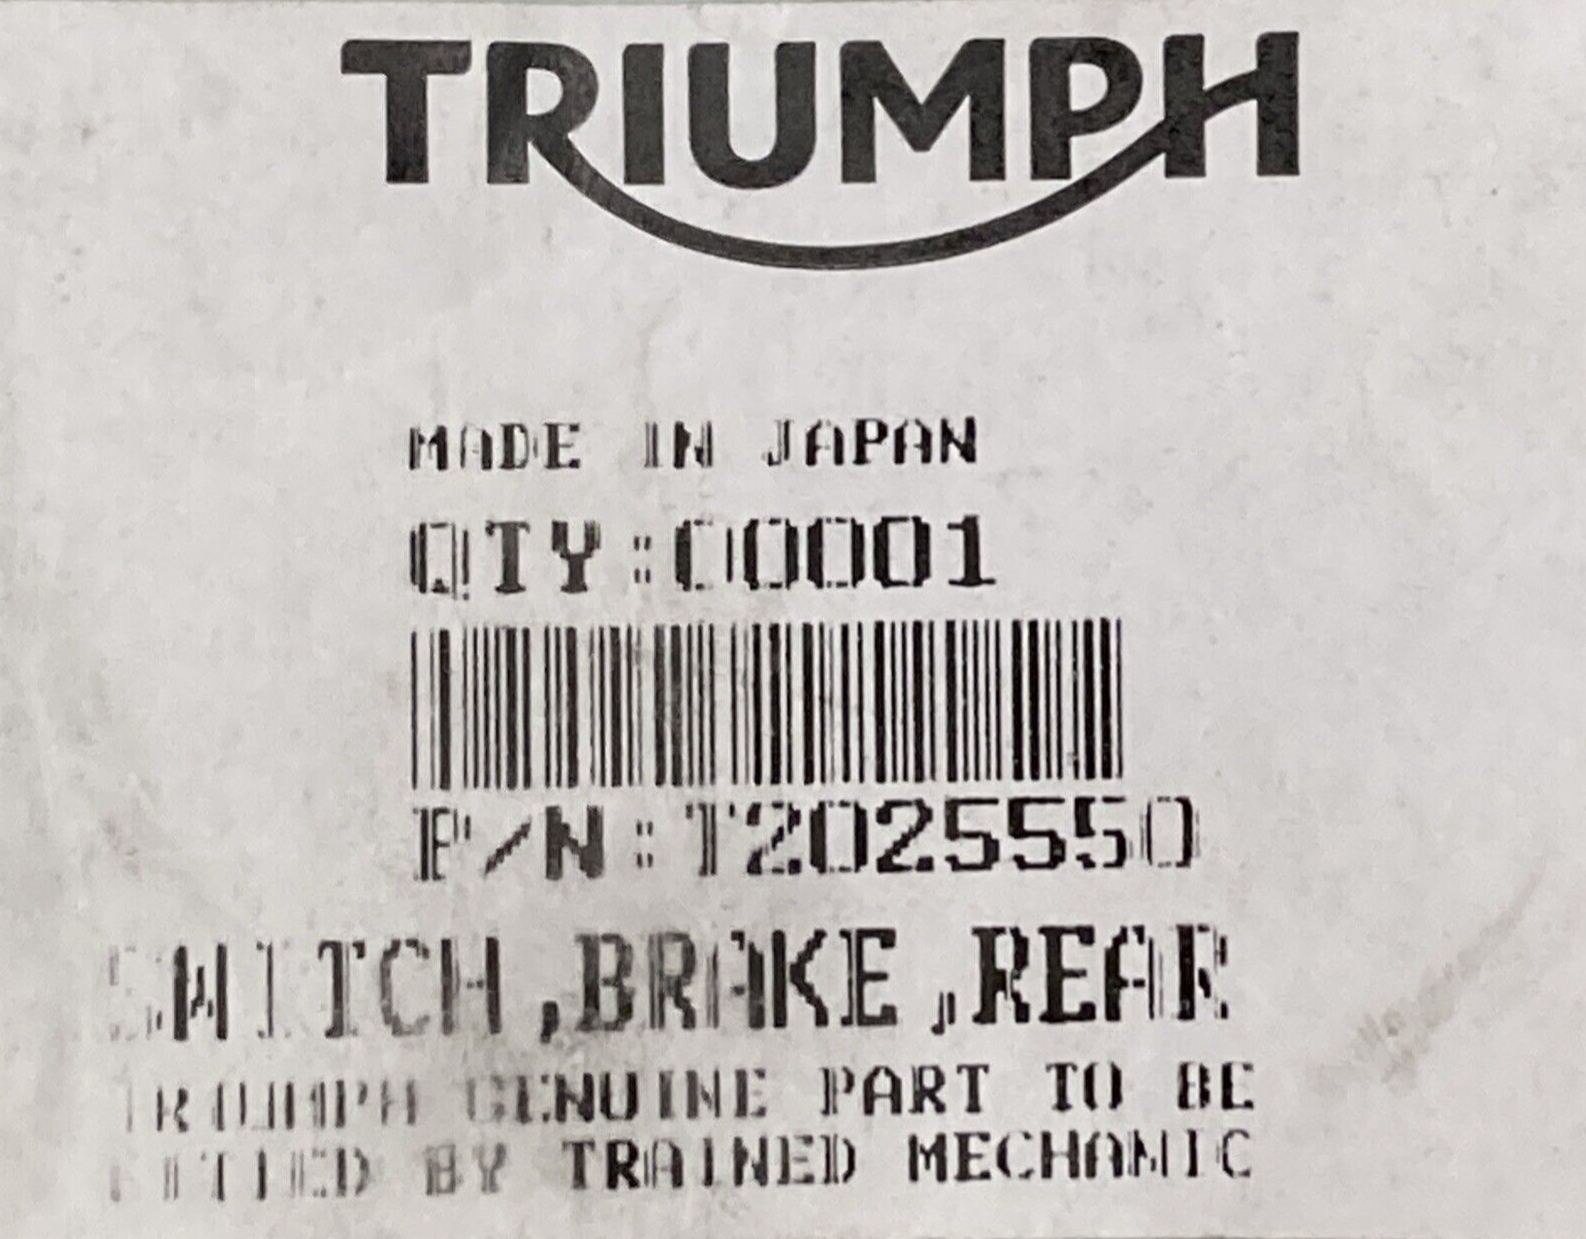 TRIUMPH
MADE IN JAPAN
QTY:00001
P/N:T2025550
SWITCH,BRAKE,REAR
TRIUMPH GENUINE PART TO BE
FITTED BY TRAINED MECHANIC